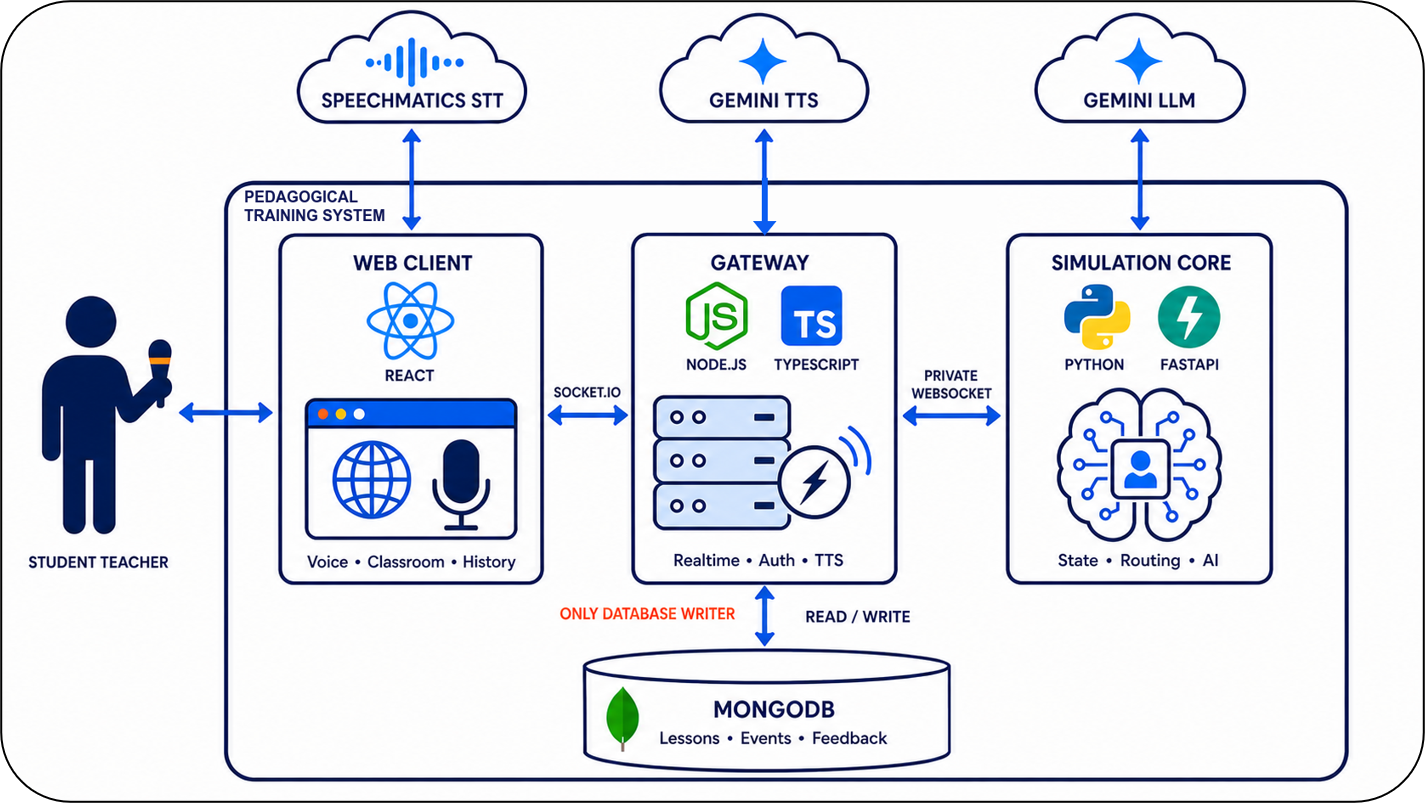 SPEECHMATICS STT
GEMINI TTS
GEMINI LLM
PEDAGOGICAL
TRAINING SYSTEM
WEB CLIENT
REACT
Voice • Classroom • History
SOCKET.IO
GATEWAY
JS
TS
NODE.JS
TYPESCRIPT
Realtime • Auth • TTS
PRIVATE
WEBSOCKET
SIMULATION CORE
PYTHON
FASTAPI
State • Routing • AI
STUDENT TEACHER
ONLY DATABASE WRITER
READ / WRITE
MONGODB
Lessons • Events • Feedback